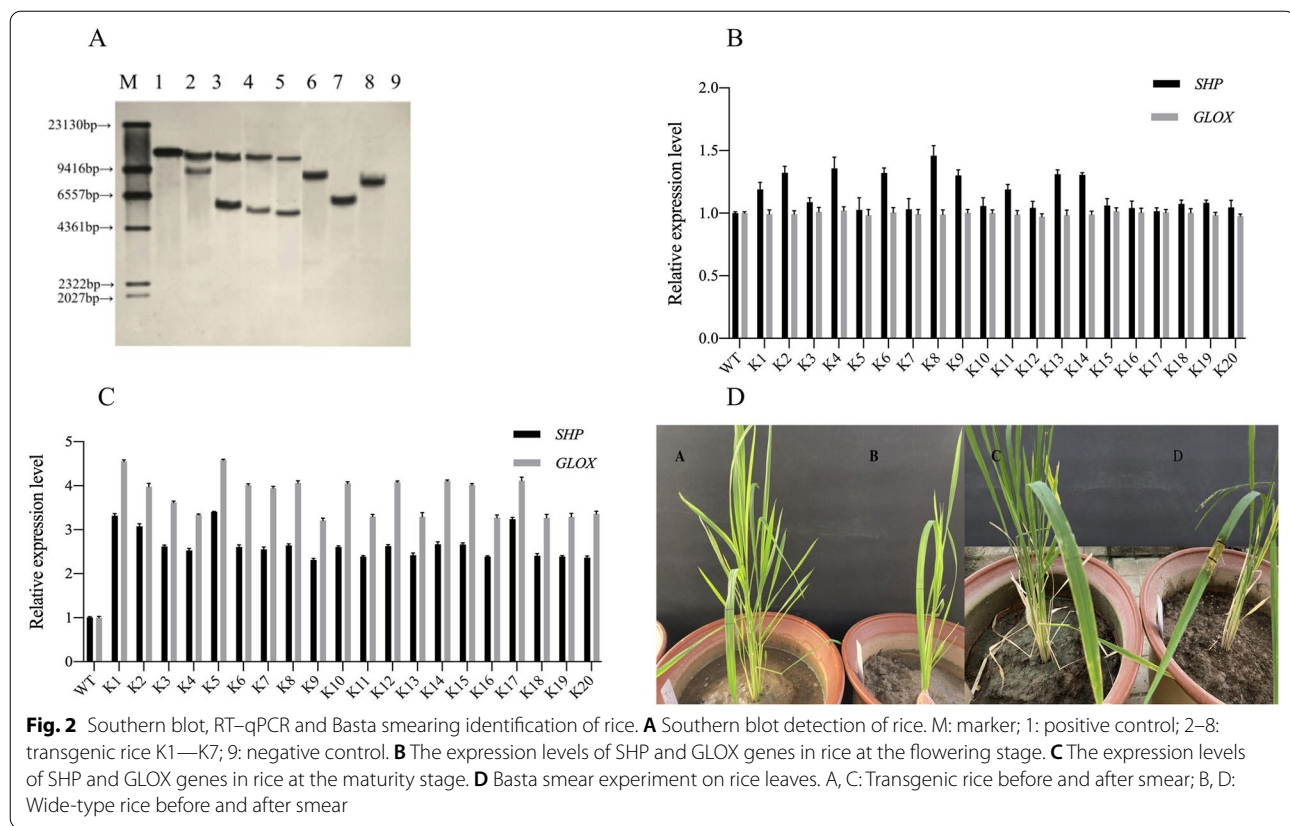 A
M 1 2 3 4 5 6 7 8 9
23130bp→
9416bp→
6557bp→
4361bp→
2322bp→
2027bp→
B
SHP
GLOX
Relative expression level
2.0
1.5
1.0
0.5
0.0
WT K1 K2 K3 K4 K5 K6 K7 K8 K9 K10 K11 K12 K13 K14 K15 K16 K17 K18 K19 K20
C
SHP
GLOX
Relative expression level
5
4
3
2
1
0
WT K1 K2 K3 K4 K5 K6 K7 K8 K9 K10 K11 K12 K13 K14 K15 K16 K17 K18 K19 K20
D
A B C D
Fig. 2 Southern blot, RT–qPCR and Basta smearing identification of rice. A Southern blot detection of rice. M: marker; 1: positive control; 2–8:
transgenic rice K1—K7; 9: negative control. B The expression levels of SHP and GLOX genes in rice at the flowering stage. C The expression levels
of SHP and GLOX genes in rice at the maturity stage. D Basta smear experiment on rice leaves. A, C: Transgenic rice before and after smear; B, D:
Wide-type rice before and after smear